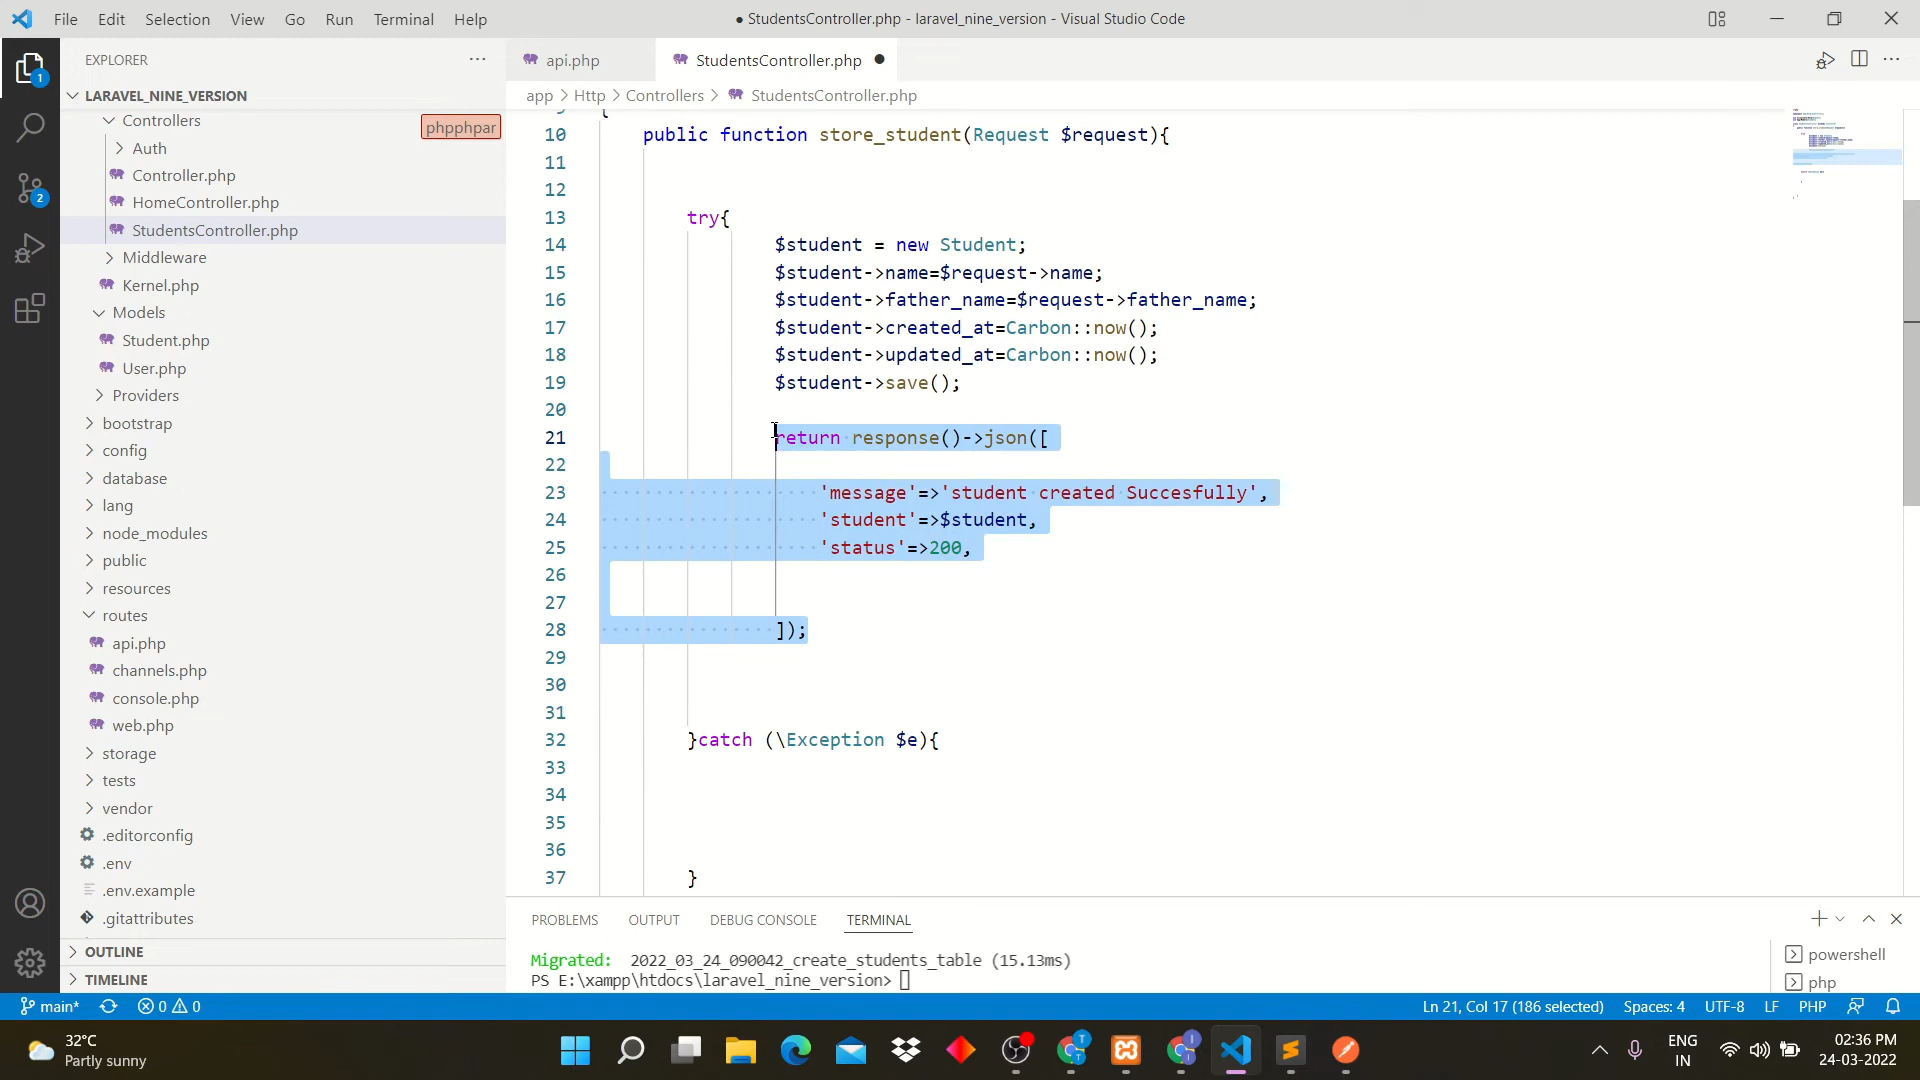 File Edit Selection View Go Run Terminal Help
● StudentsController.php - laravel_nine_version - Visual Studio Code
EXPLORER
api.php
StudentsController.php
LARAVEL_NINE_VERSION
app > Http > Controllers > StudentsController.php
Controllers
phpphpar
Auth
Controller.php
HomeController.php
StudentsController.php
Middleware
Kernel.php
Models
Student.php
User.php
Providers
bootstrap
config
database
lang
node_modules
public
resources
routes
api.php
channels.php
console.php
web.php
storage
tests
vendor
.editorconfig
.env
.env.example
.gitattributes
OUTLINE
TIMELINE
{
10 public function store_student(Request $request){
11
12
13 try{
14 $student = new Student;
15 $student->name=$request->name;
16 $student->father_name=$request->father_name;
17 $student->created_at=Carbon::now();
18 $student->updated_at=Carbon::now();
19 $student->save();
20
21 return response()->json([
22
23 'message'=>'student created Succesfully',
24 'student'=>$student,
25 'status'=>200,
26
27
28 ]);
29
30
31
32 }catch (\Exception $e){
33
34
35
36
37 }
PROBLEMS OUTPUT DEBUG CONSOLE TERMINAL
Migrated: 2022_03_24_090042_create_students_table (15.13ms)
PS E:\xampp\htdocs\laravel_nine_version>
powershell
php
1
2
main* 0 0
Ln 21, Col 17 (186 selected) Spaces: 4 UTF-8 LF PHP
32°C
Partly sunny
ENG
IN
02:36 PM
24-03-2022